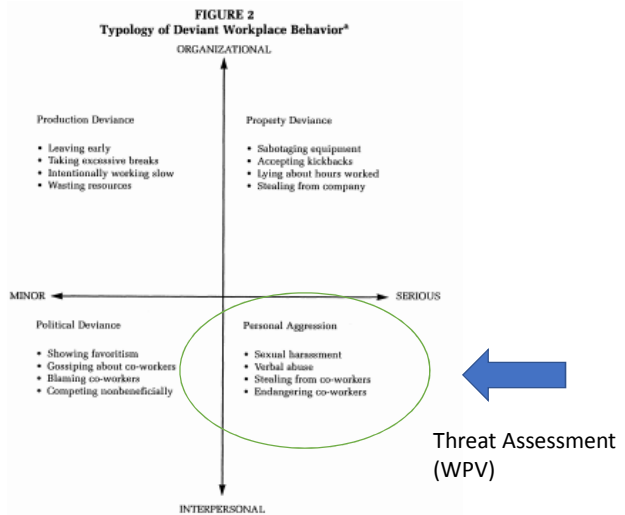 FIGURE 2
Typology of Deviant Workplace Behaviorᵃ
ORGANIZATIONAL
Production Deviance
• Leaving early
• Taking excessive breaks
• Intentionally working slow
• Wasting resources
Property Deviance
• Sabotaging equipment
• Accepting kickbacks
• Lying about hours worked
• Stealing from company
MINOR
SERIOUS
Political Deviance
• Showing favoritism
• Gossiping about co-workers
• Blaming co-workers
• Competing nonbeneficially
Personal Aggression
• Sexual harassment
• Verbal abuse
• Stealing from co-workers
• Endangering co-workers
Threat Assessment
(WPV)
INTERPERSONAL